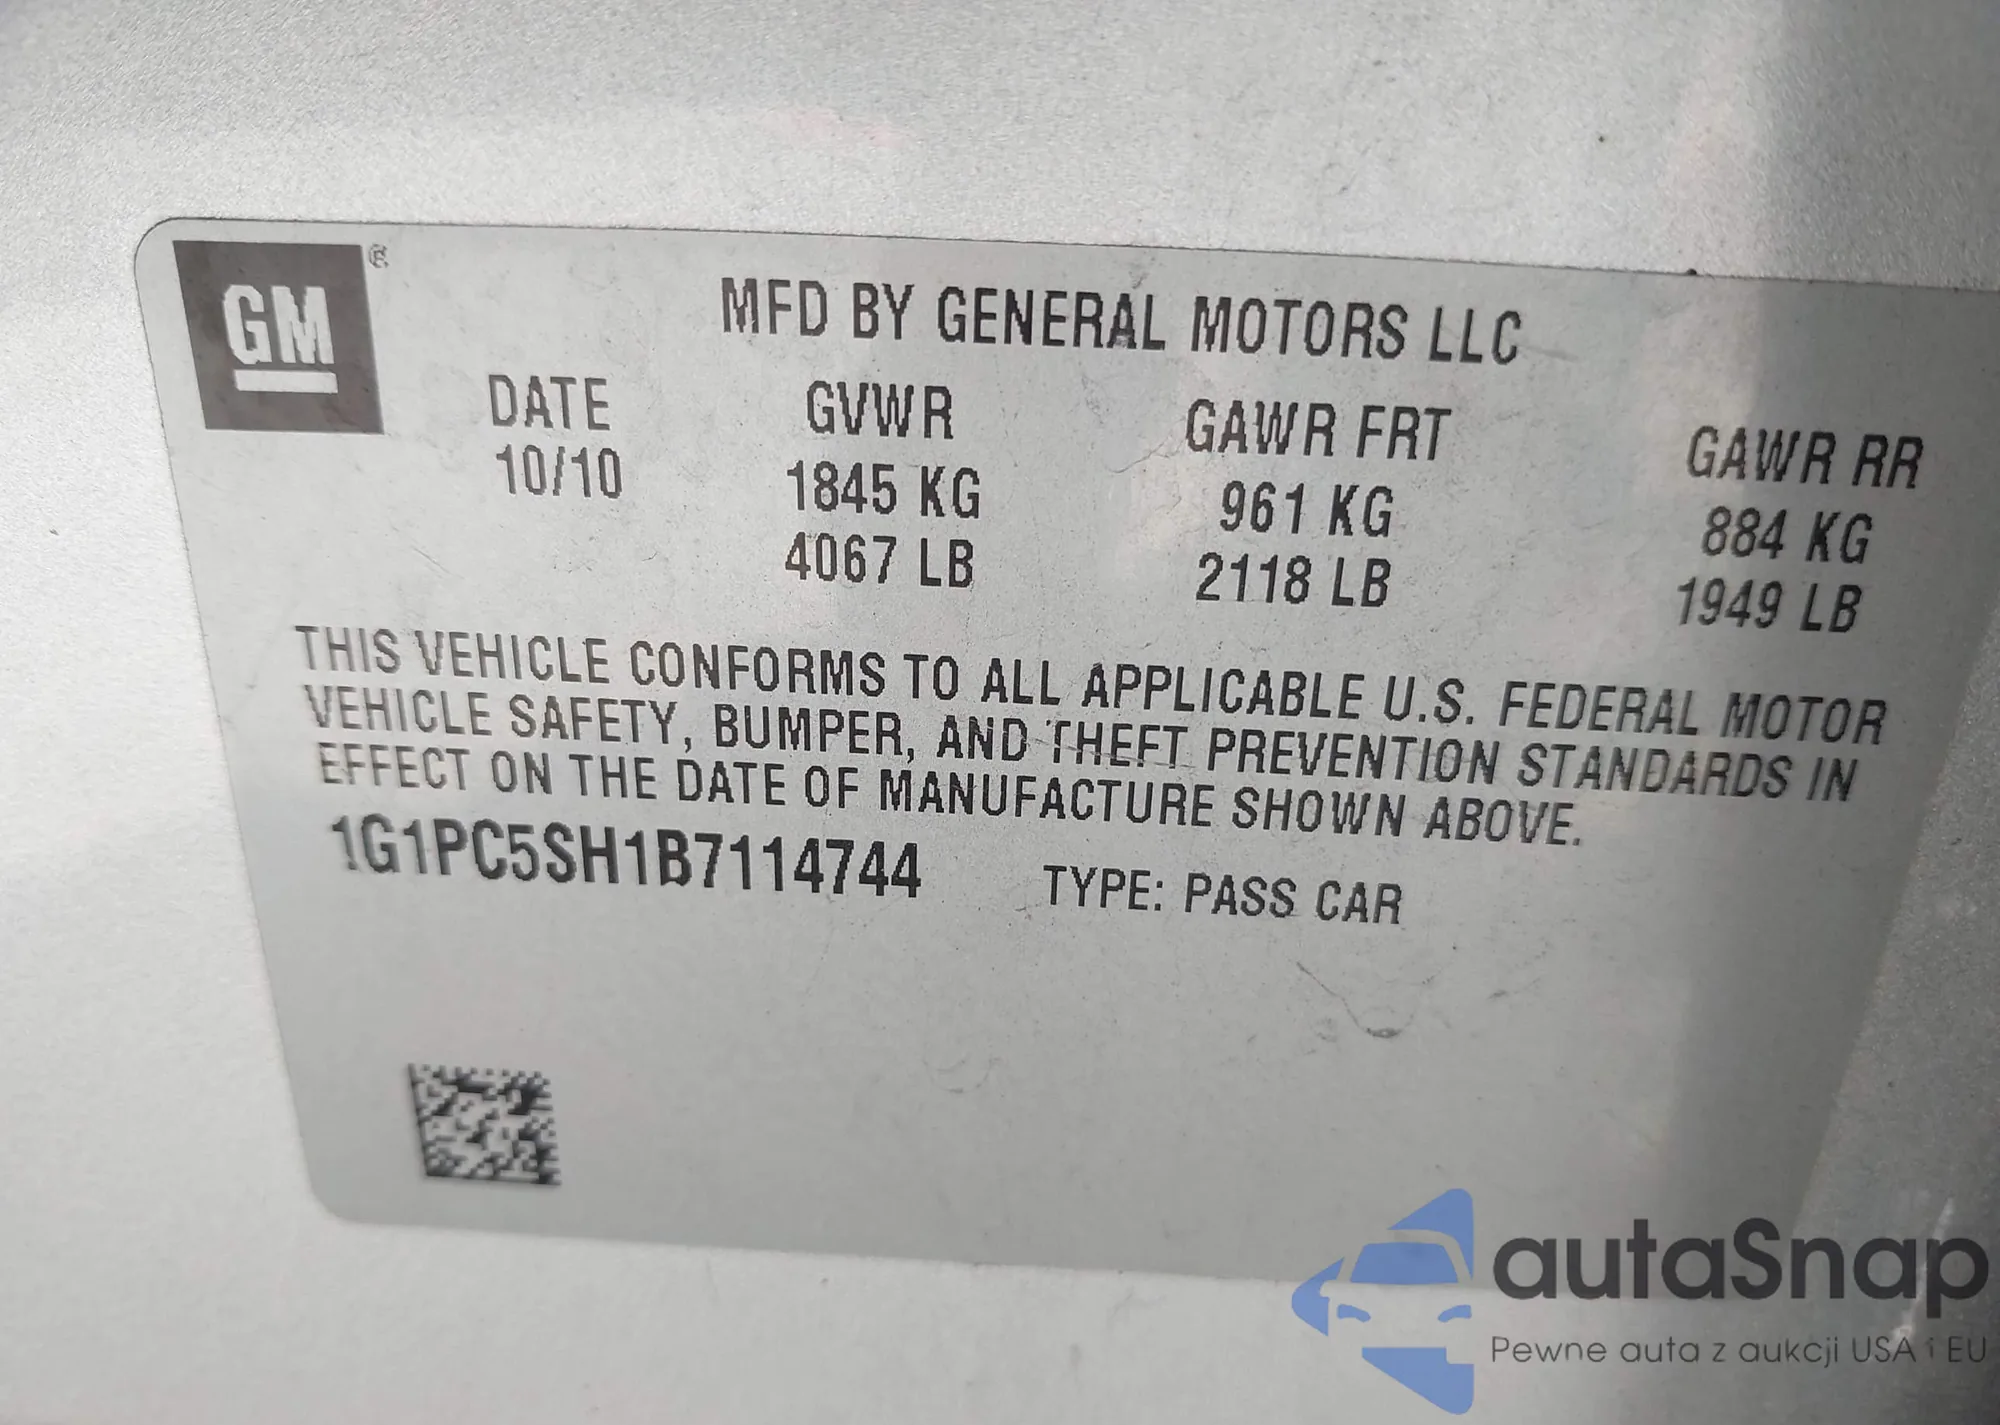 GM ®
MFD BY GENERAL MOTORS LLC
DATE GVWR GAWR FRT GAWR RR
10/10 1845 KG 961 KG 884 KG
4067 LB 2118 LB 1949 LB
THIS VEHICLE CONFORMS TO ALL APPLICABLE U.S. FEDERAL MOTOR
VEHICLE SAFETY, BUMPER, AND THEFT PREVENTION STANDARDS IN
EFFECT ON THE DATE OF MANUFACTURE SHOWN ABOVE.
1G1PC5SH1B7114744 TYPE: PASS CAR
autaSnap
Pewne auta z aukcji USA i EU